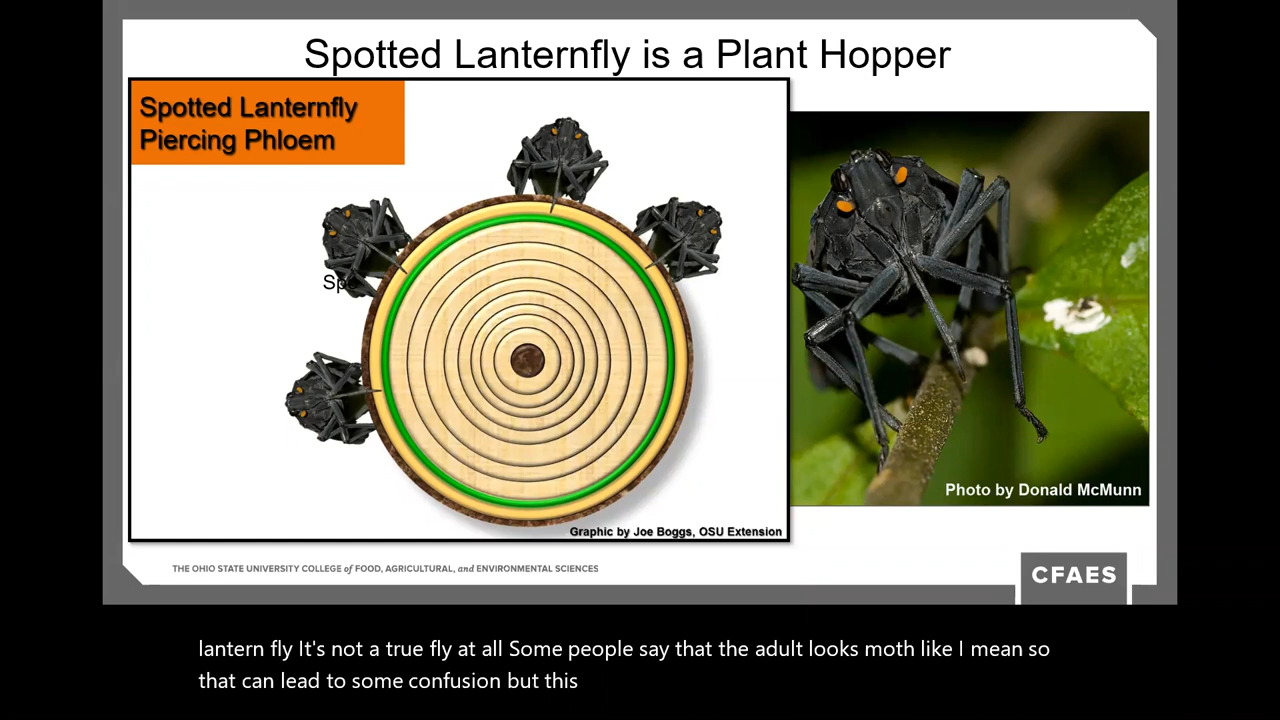 Spotted Lanternfly is a Plant Hopper
Spotted Lanternfly
Piercing Phloem
Photo by Donald McMunn
Graphic by Joe Boggs, OSU Extension
THE OHIO STATE UNIVERSITY COLLEGE of FOOD, AGRICULTURAL, and ENVIRONMENTAL SCIENCES
CFAES
lantern fly It's not a true fly at all Some people say that the adult looks moth like I mean so
that can lead to some confusion but this